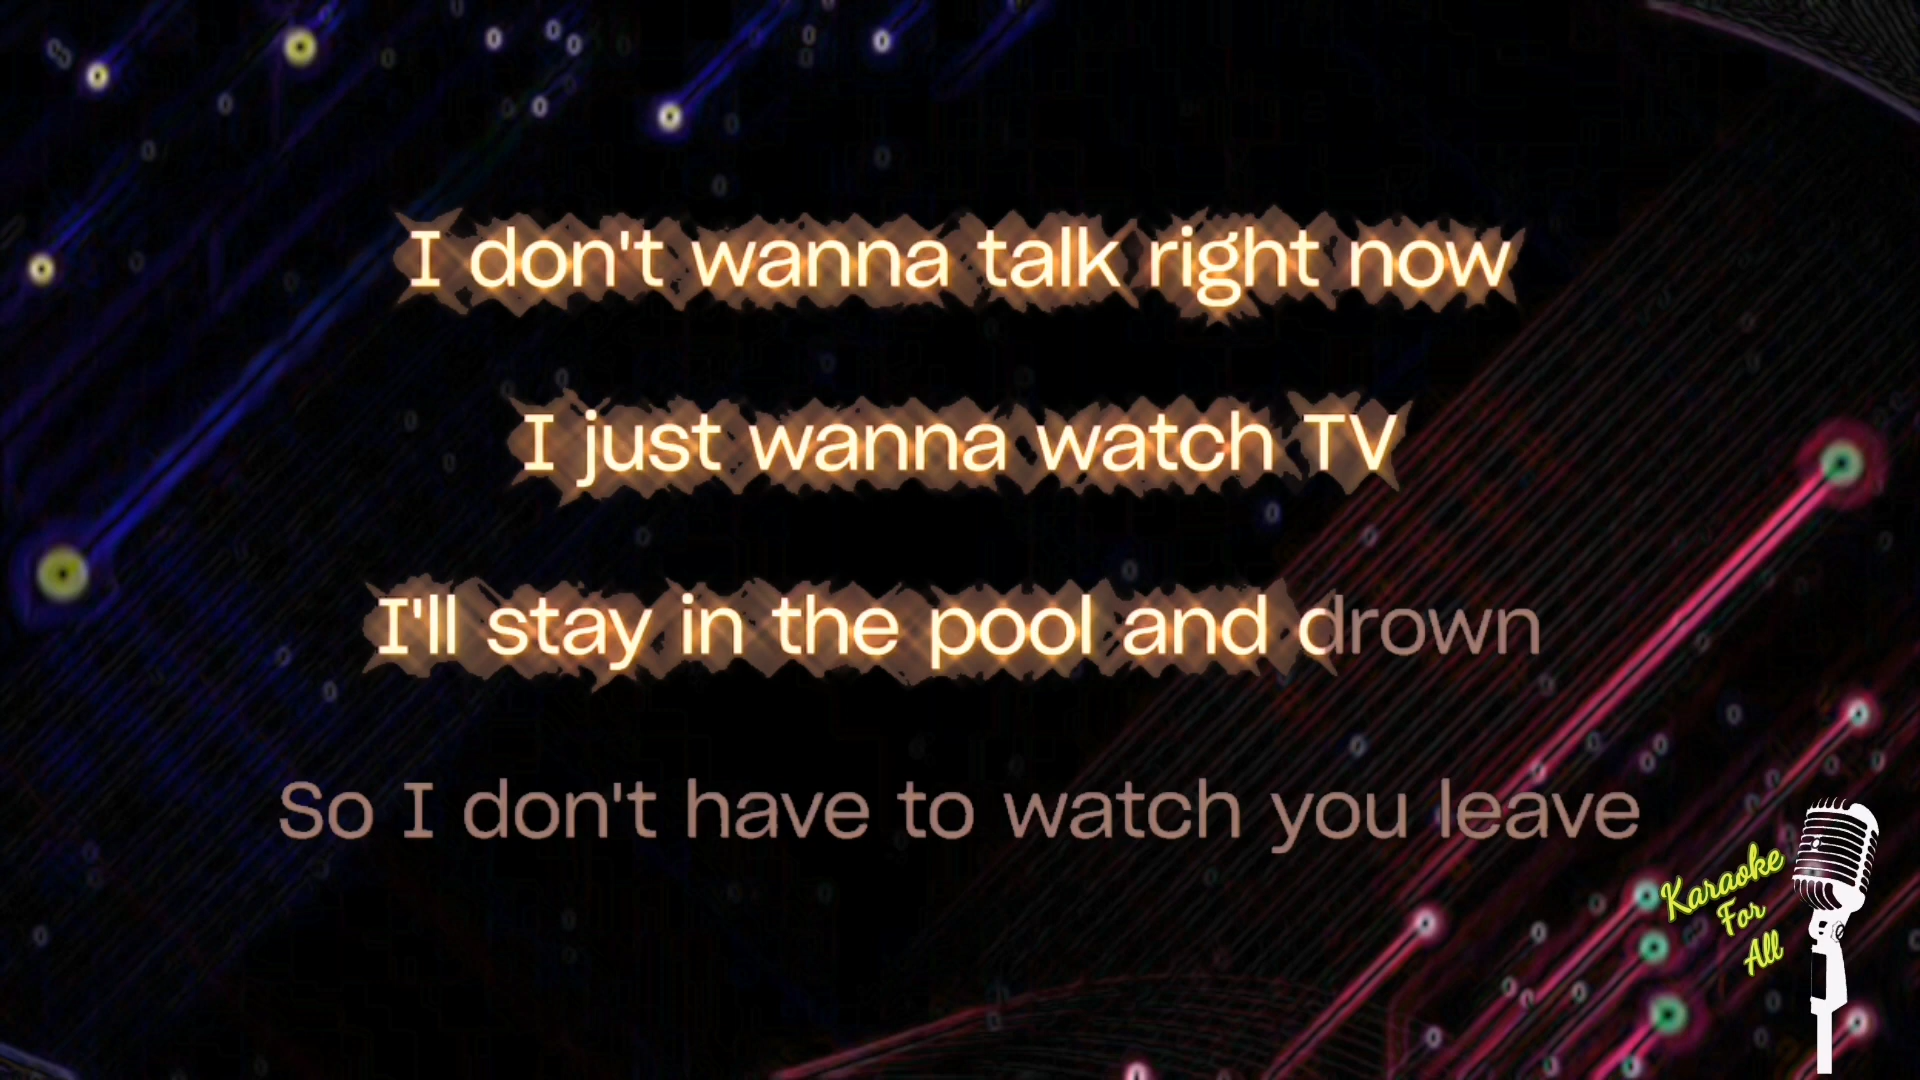 I don't wanna talk right now
I just wanna watch TV
I'll stay in the pool and drown
So I don't have to watch you leave
Karaoke
For
All